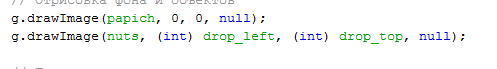 // Отрисовка фона и объектов
g.drawImage(papich, 0, 0, null);
g.drawImage(nuts, (int) drop_left, (int) drop_top, null);